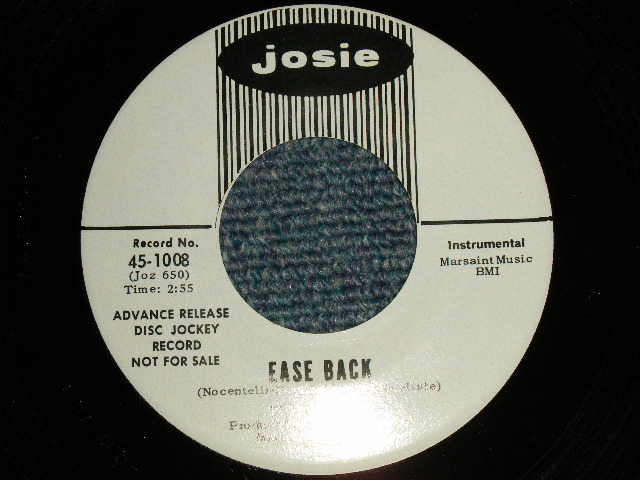 josie
Record No.
45-1008
(Joz 650)
Time: 2:55
Instrumental
Marsaint Music
BMI
ADVANCE RELEASE
DISC JOCKEY
RECORD
NOT FOR SALE
EASE BACK